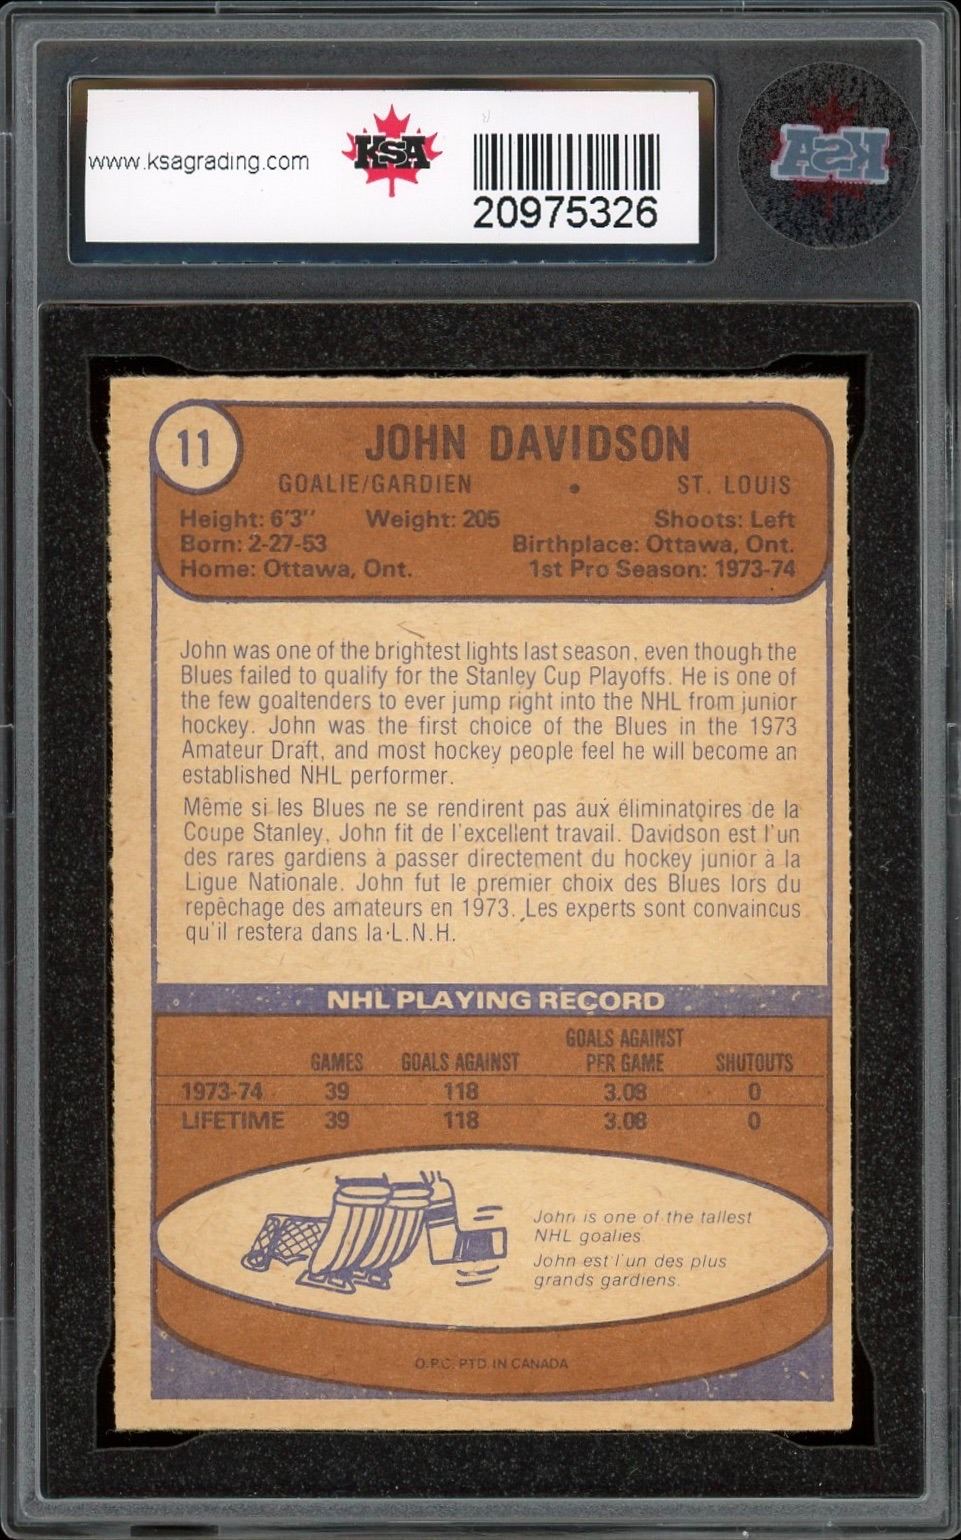 www.ksagrading.com
KSA
20975326
KSA
11
JOHN DAVIDSON
GOALIE/GARDIEN • ST. LOUIS
Height: 6'3" Weight: 205 Shoots: Left
Born: 2-27-53 Birthplace: Ottawa, Ont.
Home: Ottawa, Ont. 1st Pro Season: 1973-74
John was one of the brightest lights last season, even though the
Blues failed to qualify for the Stanley Cup Playoffs. He is one of
the few goaltenders to ever jump right into the NHL from junior
hockey. John was the first choice of the Blues in the 1973
Amateur Draft, and most hockey people feel he will become an
established NHL performer.
Même si les Blues ne se rendirent pas aux éliminatoires de la
Coupe Stanley, John fit de l'excellent travail. Davidson est l'un
des rares gardiens à passer directement du hockey junior à la
Ligue Nationale. John fut le premier choix des Blues lors du
repêchage des amateurs en 1973. Les experts sont convaincus
qu'il restera dans la L.N.H.
NHL PLAYING RECORD
GAMES GOALS AGAINST GOALS AGAINST PER GAME SHUTOUTS
1973-74 39 118 3.08 0
LIFETIME 39 118 3.08 0
John is one of the tallest
NHL goalies.
John est l'un des plus
grands gardiens.
O.P.C. PTD. IN CANADA